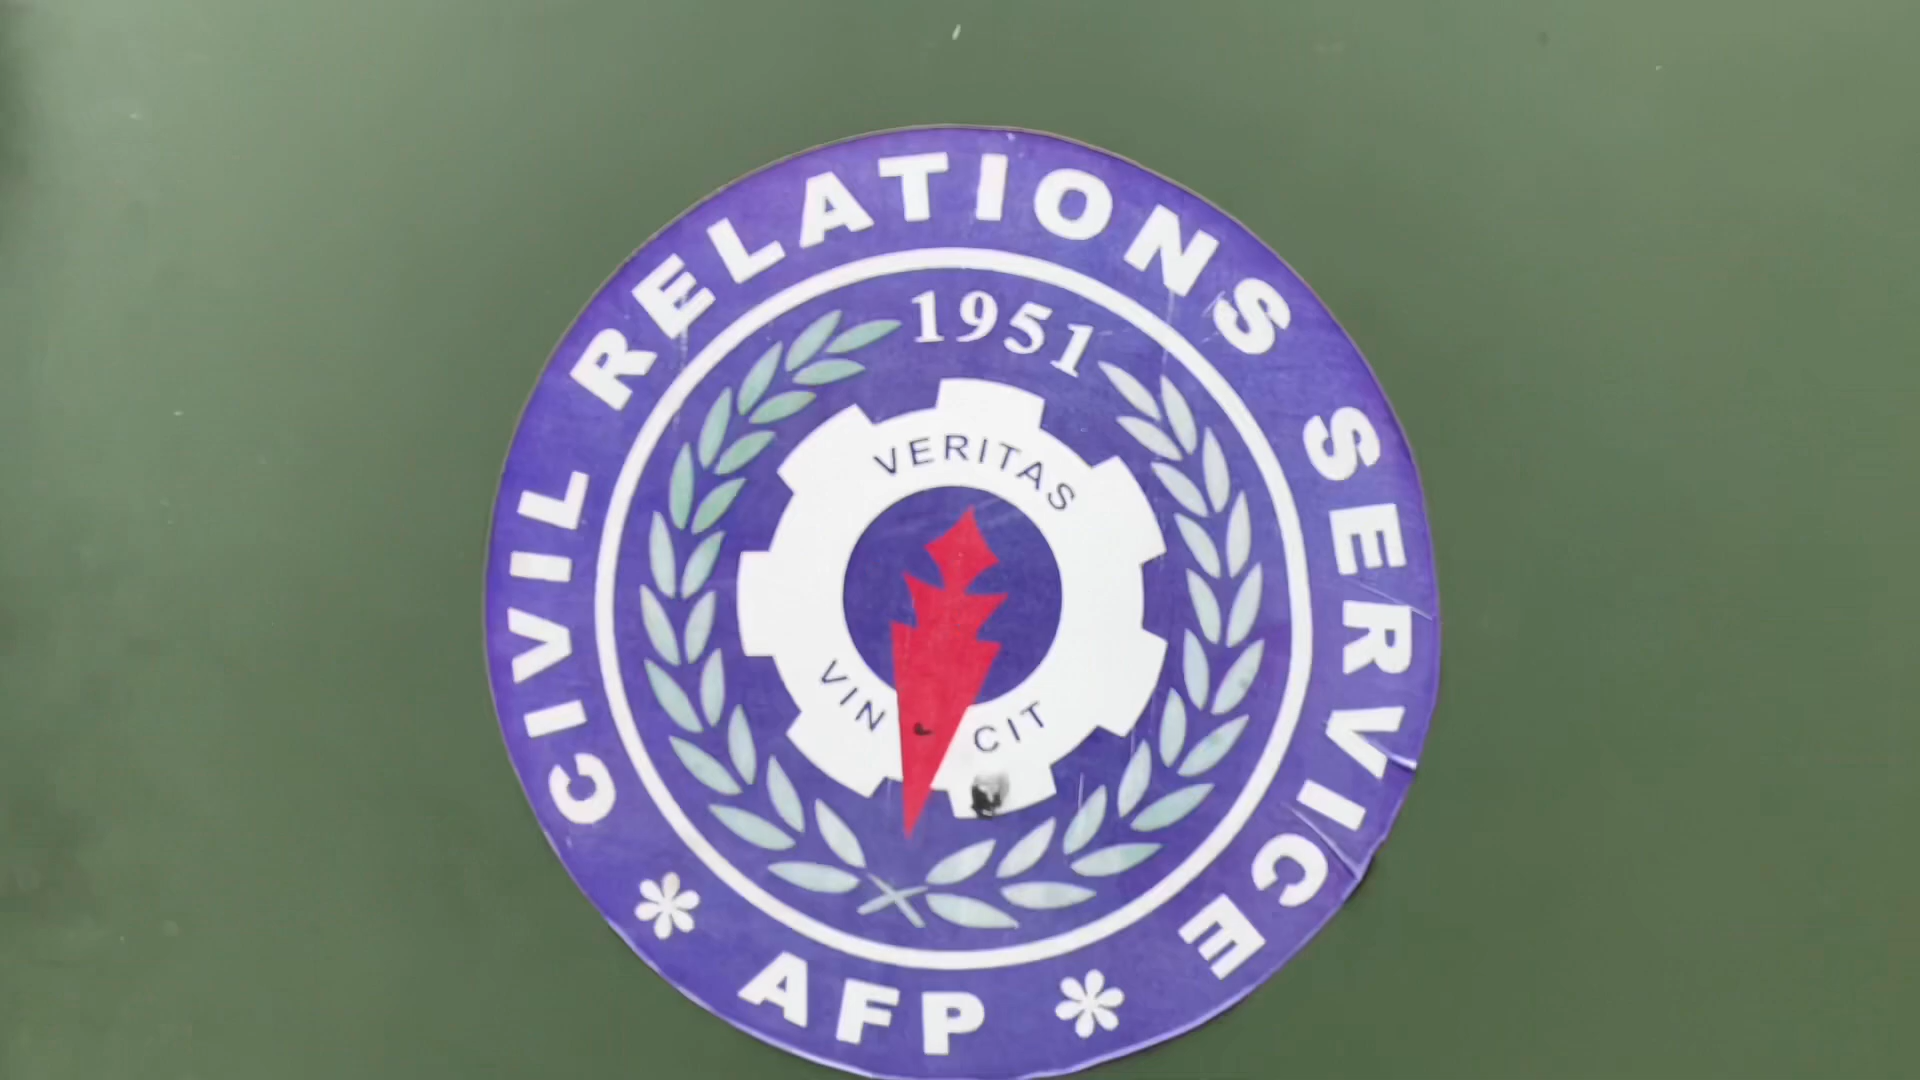 CIVIL RELATIONS SERVICE
1951
VERITAS
VIN CIT
* AFP *